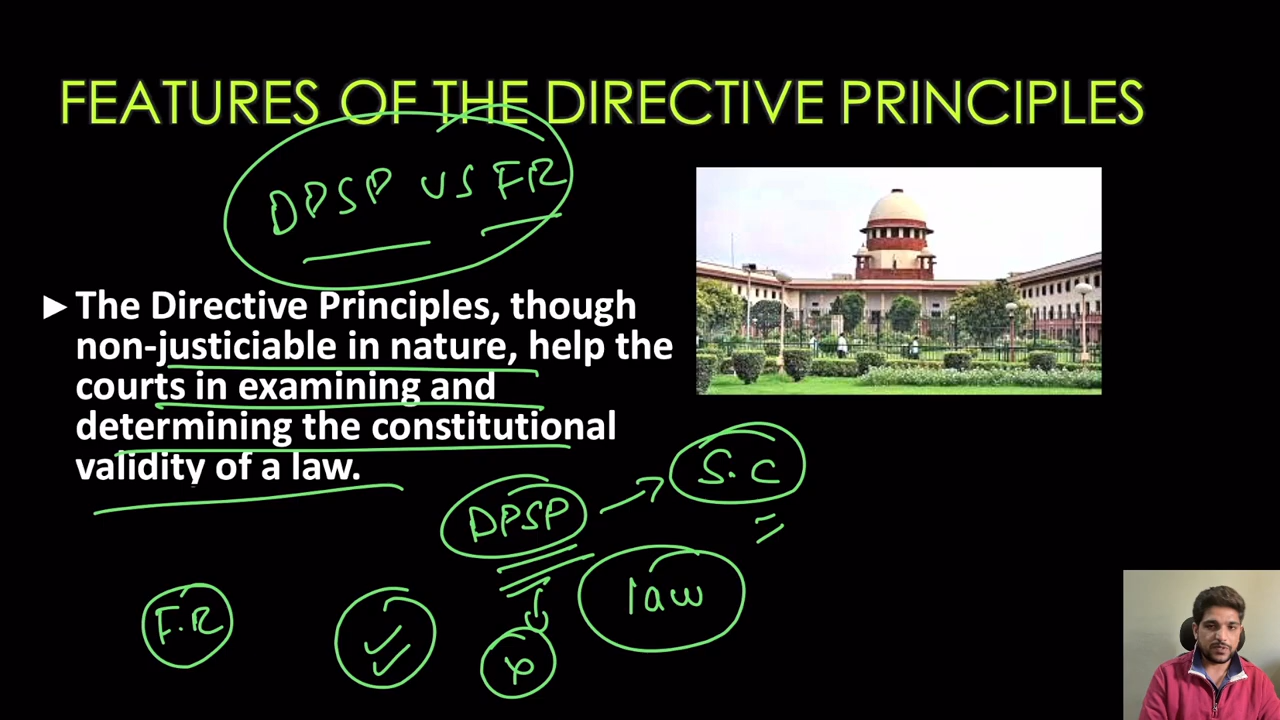 FEATURES OF THE DIRECTIVE PRINCIPLES
DPSP VS FR
►The Directive Principles, though
non-justiciable in nature, help the
courts in examining and
determining the constitutional
validity of a law.
S.C
DPSP
law
F.R